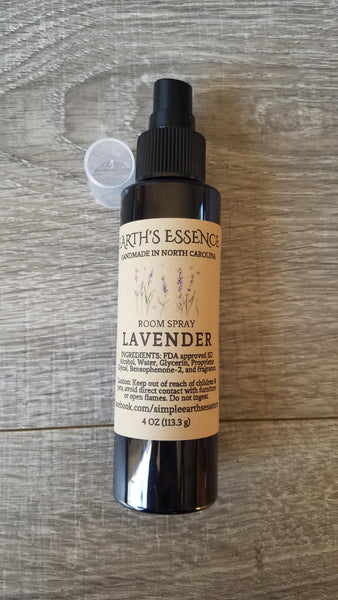 EARTH'S ESSENCE
HANDMADE IN NORTH CAROLINA
ROOM SPRAY
LAVENDER
INGREDIENTS: FDA approved SD
Alcohol, Water, Glycerin, Propylene
Glycol, Bensophenone-2, and fragrance
Caution: Keep out of reach of children &
pets, avoid direct contact with furniture
or open flames. Do not ingest.
facebook.com/simpleearthsessence
4 OZ (113.3 g)